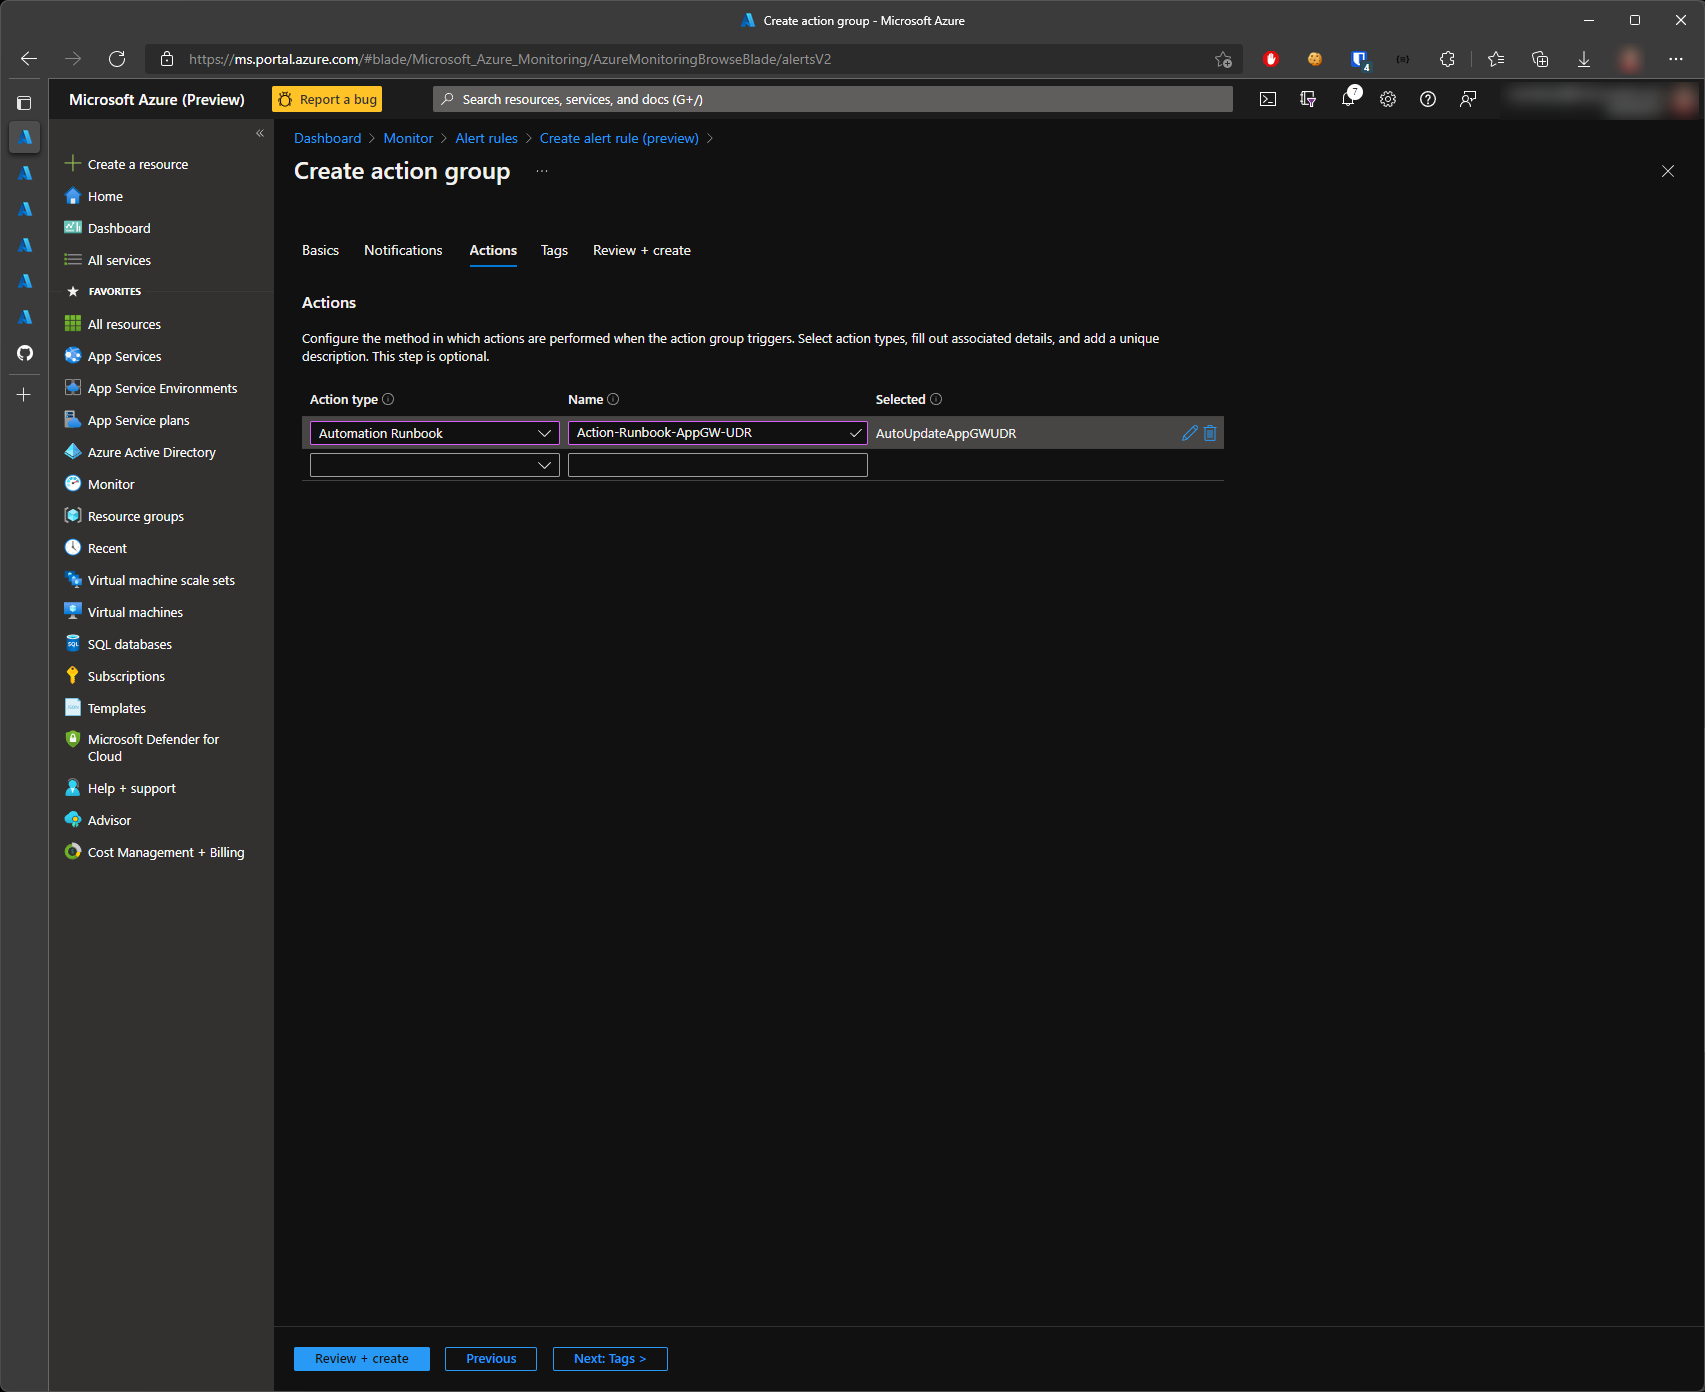 Create action group - Microsoft Azure
https://ms.portal.azure.com/#blade/Microsoft_Azure_Monitoring/AzureMonitoringBrowseBlade/alertsV2
4
Microsoft Azure (Preview)
Report a bug
Search resources, services, and docs (G+/)
7
Dashboard > Monitor > Alert rules > Create alert rule (preview) >
Create action group ...
Create a resource
Home
Dashboard
All services
FAVORITES
All resources
App Services
App Service Environments
App Service plans
Azure Active Directory
Monitor
Resource groups
Recent
Virtual machine scale sets
Virtual machines
SQL databases
Subscriptions
Templates
Microsoft Defender for
Cloud
Help + support
Advisor
Cost Management + Billing
Basics Notifications Actions Tags Review + create
Actions
Configure the method in which actions are performed when the action group triggers. Select action types, fill out associated details, and add a unique
description. This step is optional.
Action type Name Selected
Automation Runbook Action-Runbook-AppGW-UDR AutoUpdateAppGWUDR
Review + create Previous Next: Tags >